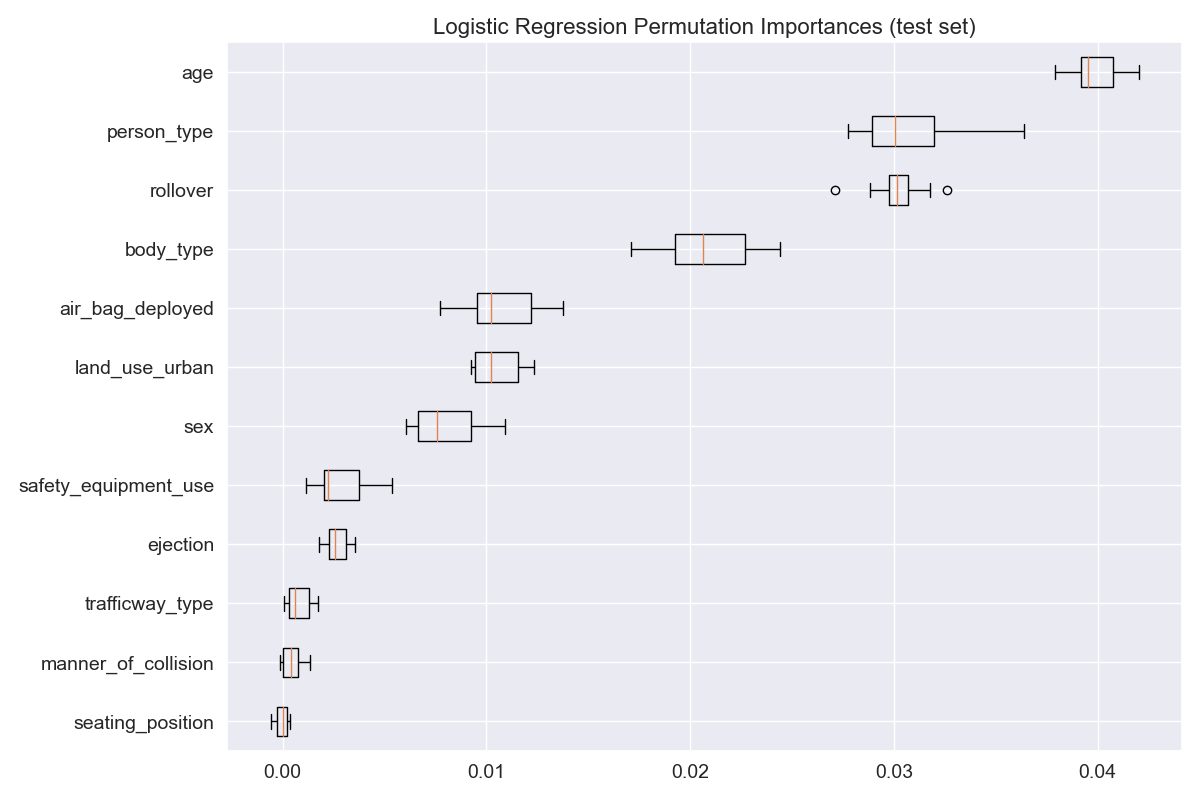 Logistic Regression Permutation Importances (test set)
age
person_type
rollover
body_type
air_bag_deployed
land_use_urban
sex
safety_equipment_use
ejection
trafficway_type
manner_of_collision
seating_position
0.00 0.01 0.02 0.03 0.04